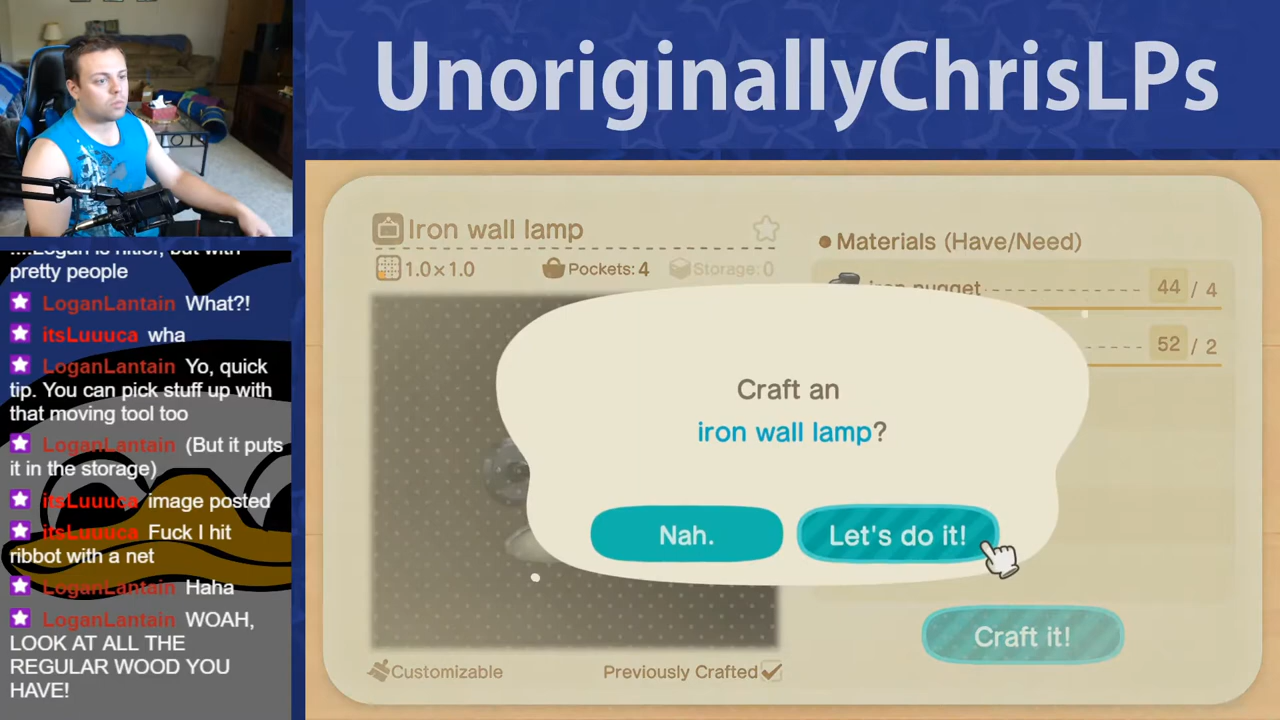 UnoriginallyChrisLPs
pretty people
LoganLantain What?!
itsLuuuca wha
LoganLantain Yo, quick
tip. You can pick stuff up with
that moving tool too
LoganLantain (But it puts
it in the storage)
itsLuuuca image posted
itsLuuuca Fuck I hit
ribbot with a net
LoganLantain Haha
LoganLantain WOAH,
LOOK AT ALL THE
REGULAR WOOD YOU
HAVE!
Iron wall lamp
1.0×1.0
Pockets: 4
Storage: 0
Materials (Have/Need)
iron nugget
44 / 4
52 / 2
Craft an
iron wall lamp?
Nah.
Let's do it!
Craft it!
Customizable
Previously Crafted